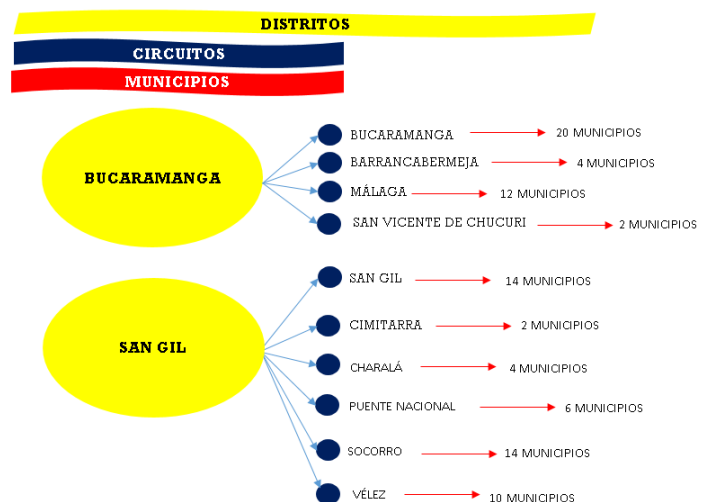 DISTRITOS
CIRCUITOS
MUNICIPIOS
BUCARAMANGA
BUCARAMANGA 20 MUNICIPIOS
BARRANCABERMEJA 4 MUNICIPIOS
MÁLAGA 12 MUNICIPIOS
SAN VICENTE DE CHUCURI 2 MUNICIPIOS
SAN GIL
SAN GIL 14 MUNICIPIOS
CIMITARRA 2 MUNICIPIOS
CHARALÁ 4 MUNICIPIOS
PUENTE NACIONAL 6 MUNICIPIOS
SOCORRO 14 MUNICIPIOS
VÉLEZ 10 MUNICIPIOS